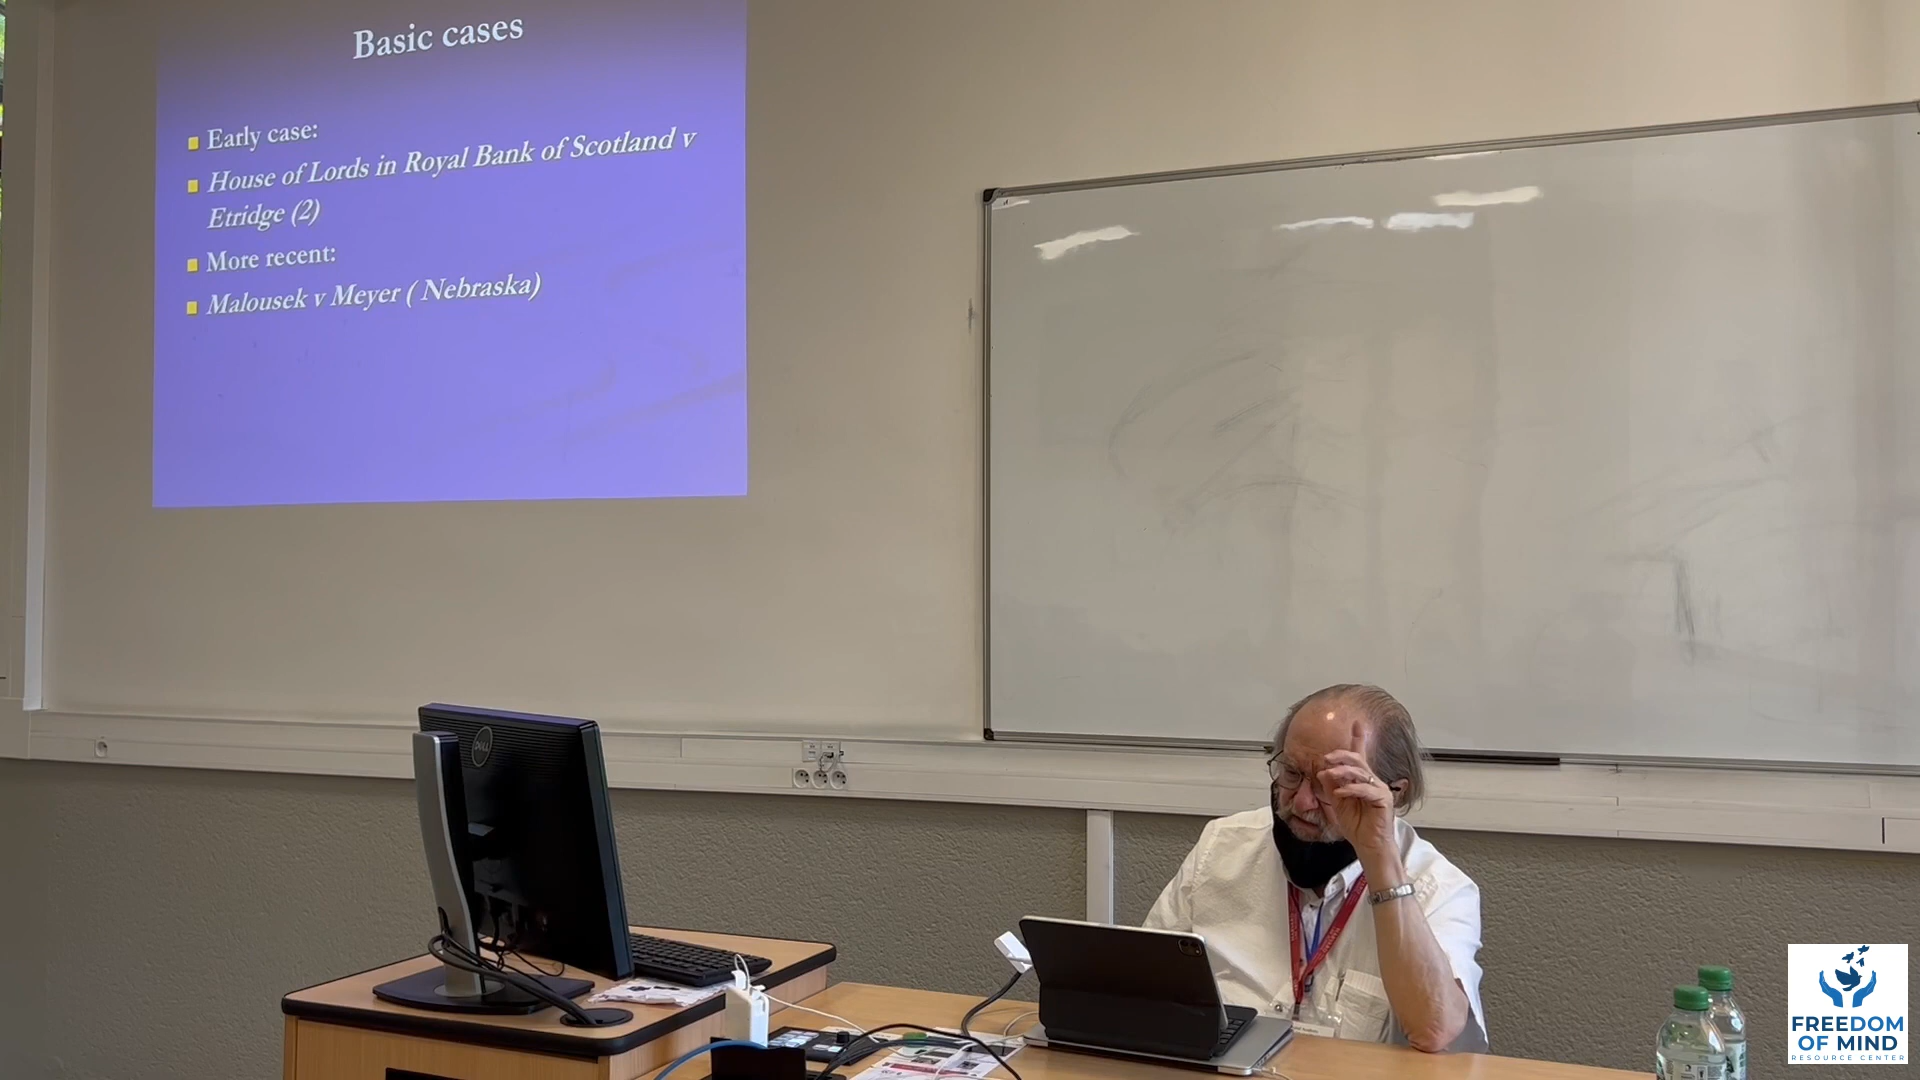 Basic cases
Early case:
House of Lords in Royal Bank of Scotland v
Etridge (2)
More recent:
Malousek v Meyer ( Nebraska)
DELL
FREEDOM
OF MIND
RESOURCE CENTER